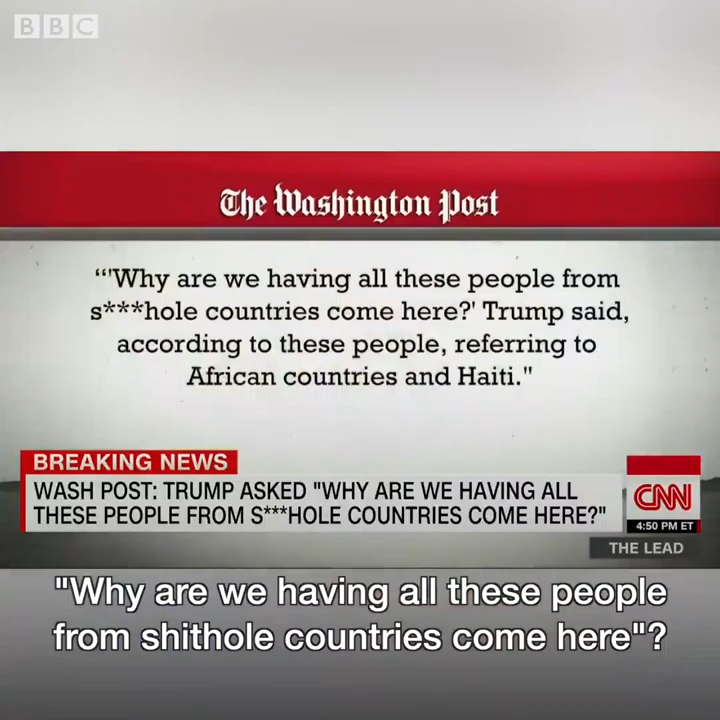 BBC
The Washington Post
“‘Why are we having all these people from
s***hole countries come here?' Trump said,
according to these people, referring to
African countries and Haiti."
BREAKING NEWS
WASH POST: TRUMP ASKED "WHY ARE WE HAVING ALL
THESE PEOPLE FROM S***HOLE COUNTRIES COME HERE?"
CNN
4:50 PM ET
THE LEAD
"Why are we having all these people
from shithole countries come here"?